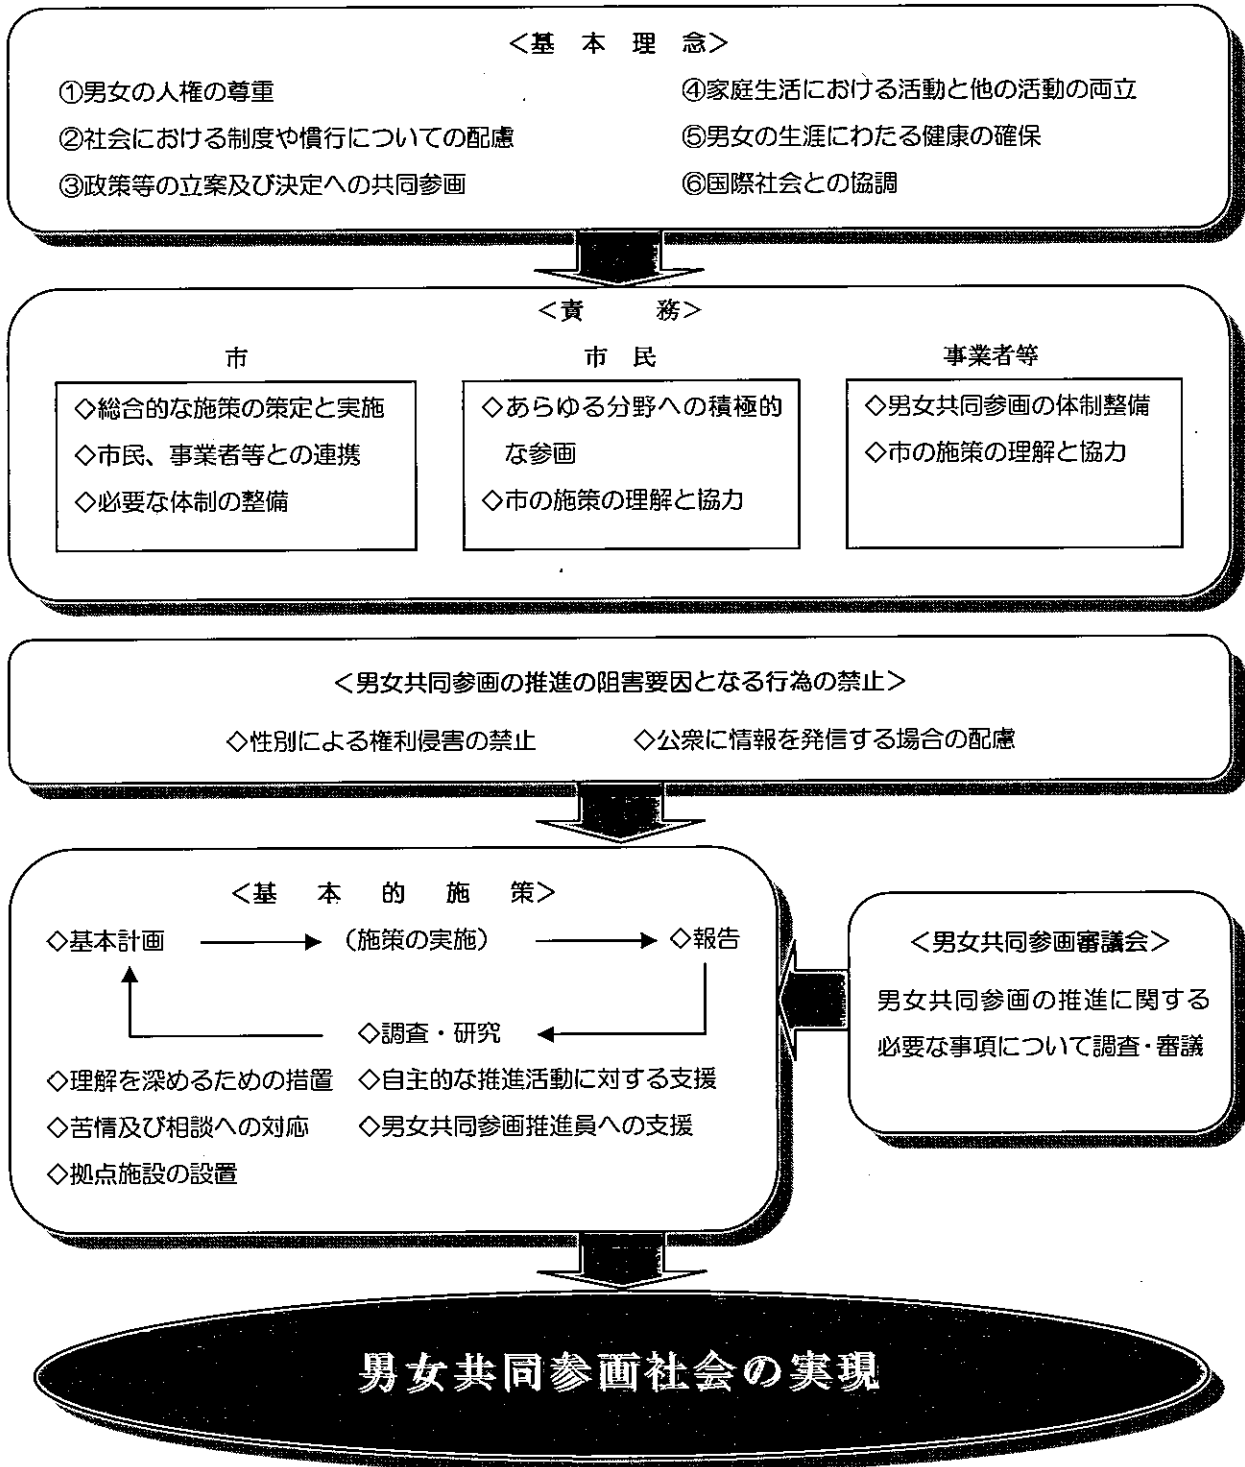 <基本理念>
①男女の人権の尊重
②社会における制度や慣行についての配慮
③政策等の立案及び決定への共同参画
④家庭生活における活動と他の活動の両立
⑤男女の生涯にわたる健康の確保
⑥国際社会との協調
<責務>
市
◇総合的な施策の策定と実施
◇市民、事業者等との連携
◇必要な体制の整備
市民
◇あらゆる分野への積極的
な参画
◇市の施策の理解と協力
事業者等
◇男女共同参画の体制整備
◇市の施策の理解と協力
<男女共同参画の推進の阻害要因となる行為の禁止>
◇性別による権利侵害の禁止 ◇公衆に情報を発信する場合の配慮
<基本的施策>
◇基本計画 (施策の実施) ◇報告
◇調査・研究
◇理解を深めるための措置 ◇自主的な推進活動に対する支援
◇苦情及び相談への対応 ◇男女共同参画推進員への支援
◇拠点施設の設置
<男女共同参画審議会>
男女共同参画の推進に関する
必要な事項について調査・審議
男女共同参画社会の実現